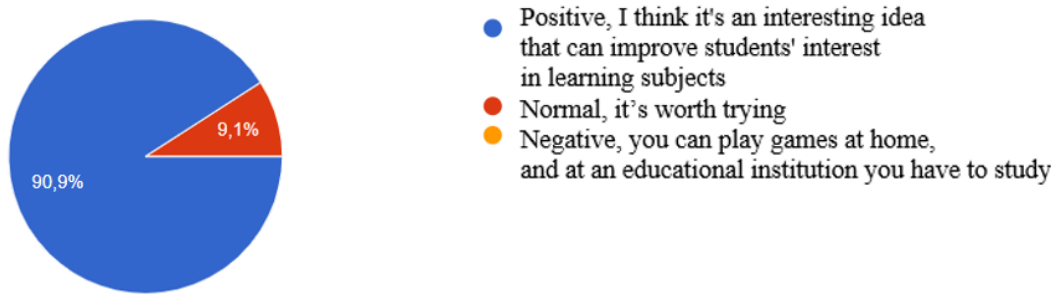 Positive, I think it's an interesting idea
that can improve students' interest
in learning subjects
Normal, it’s worth trying
Negative, you can play games at home,
and at an educational institution you have to study
9,1%
90,9%